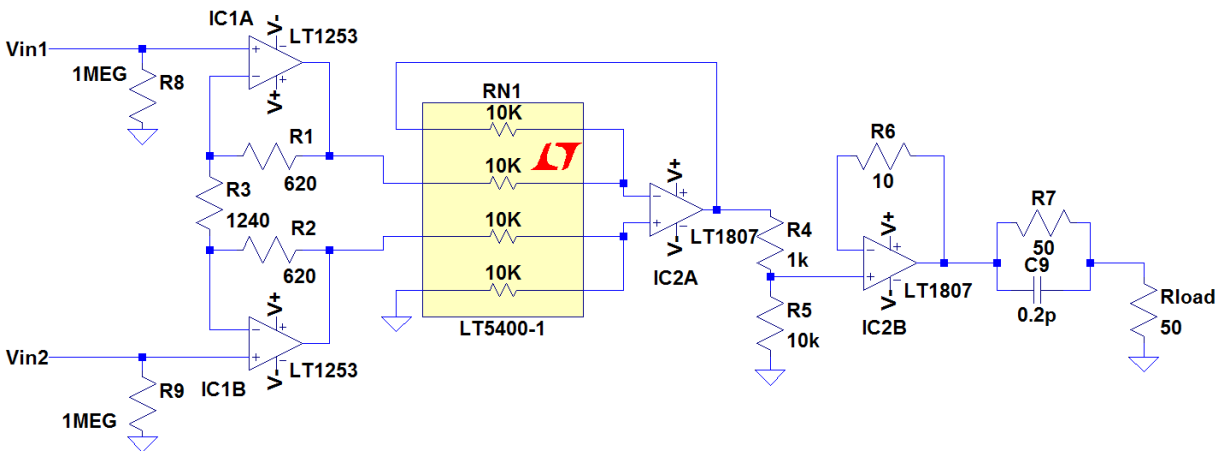 IC1A
V-
LT1253
Vin1
1MEG
R8
V+
R1
620
R3
1240
R2
620
V+
Vin2
1MEG
R9
IC1B
V-
LT1253
RN1
10K
10K
10K
10K
LT5400-1
V+
V-
LT1807
IC2A
R4
1k
R5
10k
R6
10
V+
V-
LT1807
IC2B
R7
50
C9
0.2p
Rload
50